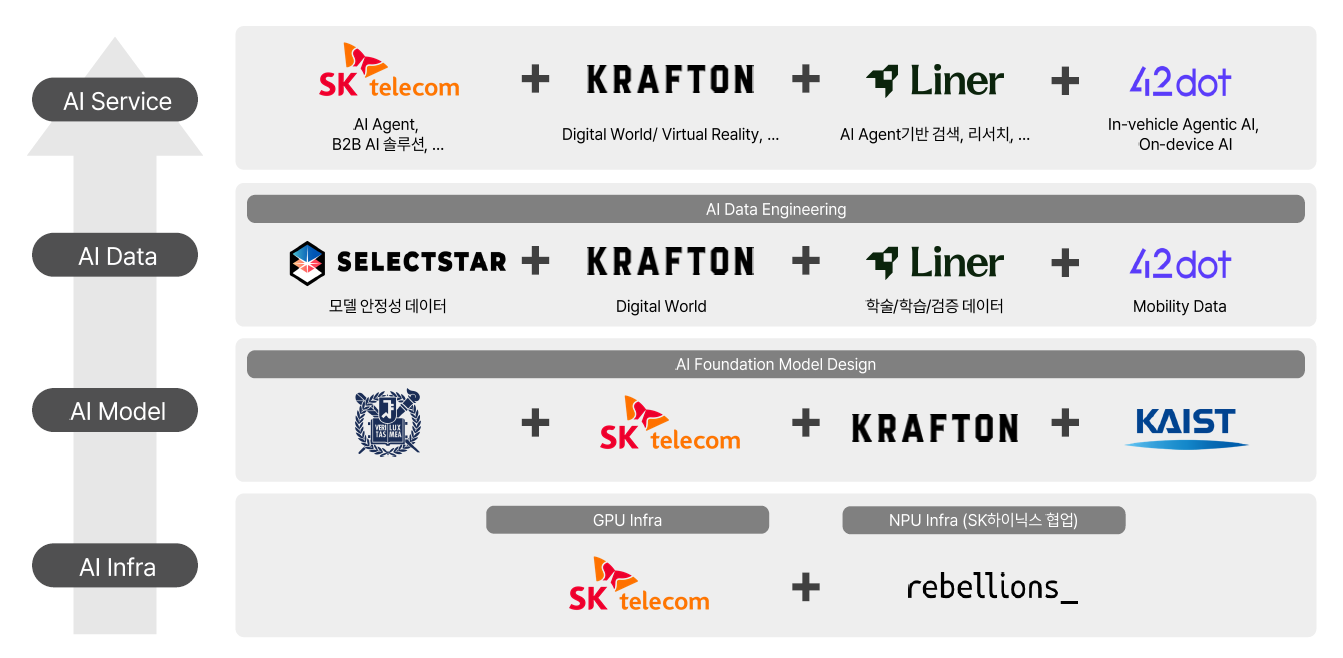 AI Service
SK telecom
KRAFTON
Liner
42dot
AI Agent,
B2B AI 솔루션, ...
Digital World/ Virtual Reality, ...
AI Agent기반 검색, 리서치, ...
In-vehicle Agentic AI,
On-device AI
AI Data
AI Data Engineering
SELECTSTAR
KRAFTON
Liner
42dot
모델 안정성 데이터
Digital World
학술/학습/검증 데이터
Mobility Data
AI Model
AI Foundation Model Design
VERI LUX
TAS MEA
SK telecom
KRAFTON
KAIST
AI Infra
GPU Infra
NPU Infra (SK하이닉스 협업)
SK telecom
rebellions_